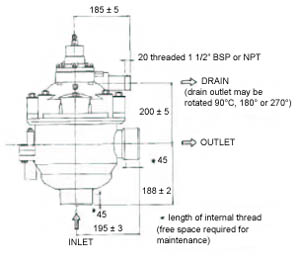 185 ± 5
20 threaded 1 1/2" BSP or NPT
DRAIN
(drain outlet may be
rotated 90°C, 180° or 270°)
200 ± 5
OUTLET
* 45
188 ± 2
* 45
195 ± 3
INLET
* length of internal thread
(free space required for
maintenance)